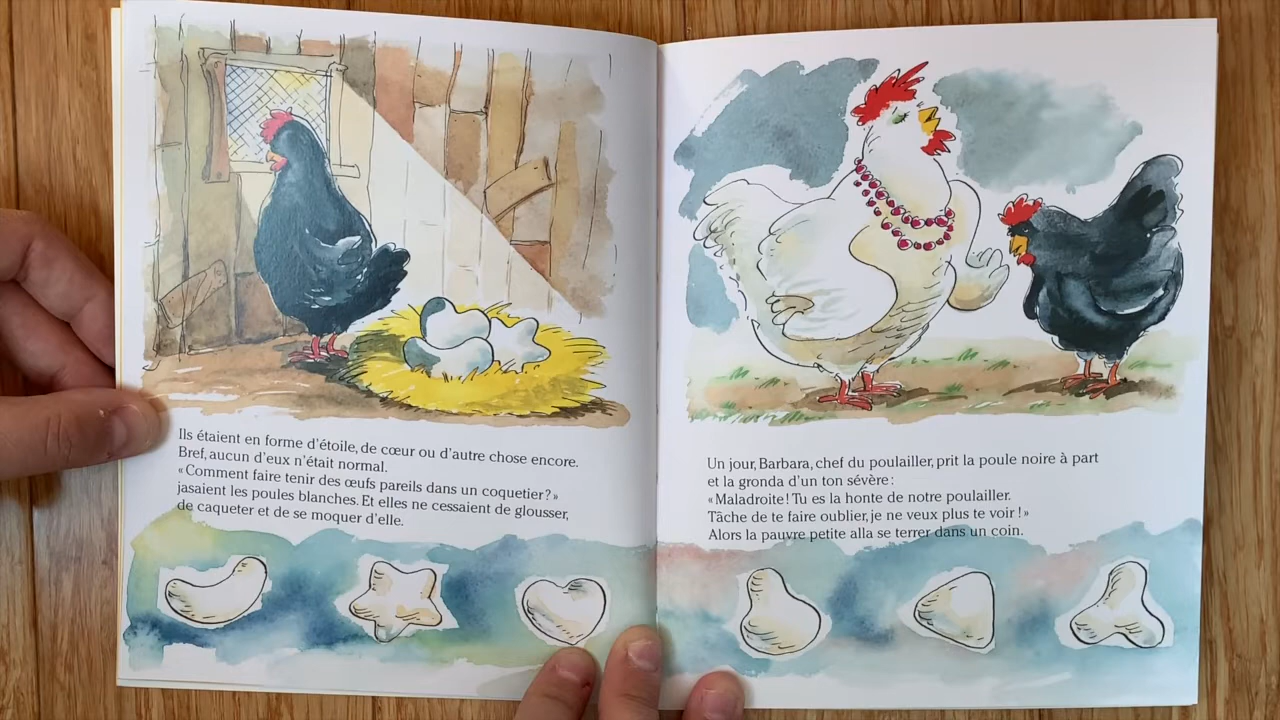 Ils étaient en forme d'étoile, de cœur ou d'autre chose encore.
Bref, aucun d'eux n'était normal.
« Comment faire tenir des œufs pareils dans un coquetier ? »
jasaient les poules blanches. Et elles ne cessaient de glousser,
de caqueter et de se moquer d'elle.
Un jour, Barbara, chef du poulailler, prit la poule noire à part
et la gronda d'un ton sévère :
« Maladroite ! Tu es la honte de notre poulailler.
Tâche de te faire oublier, je ne veux plus te voir ! »
Alors la pauvre petite alla se terrer dans un coin.